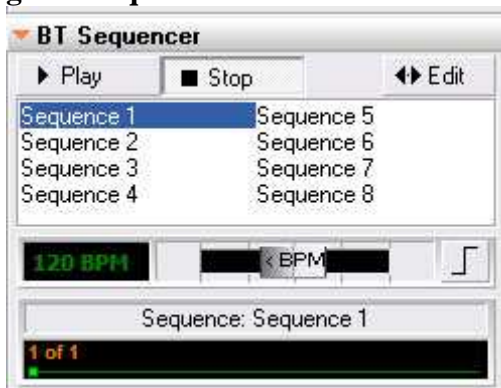 BT Sequencer
Play Stop Edit
Sequence 1 Sequence 5
Sequence 2 Sequence 6
Sequence 3 Sequence 7
Sequence 4 Sequence 8
120 BPM < BPM
Sequence: Sequence 1
1 of 1